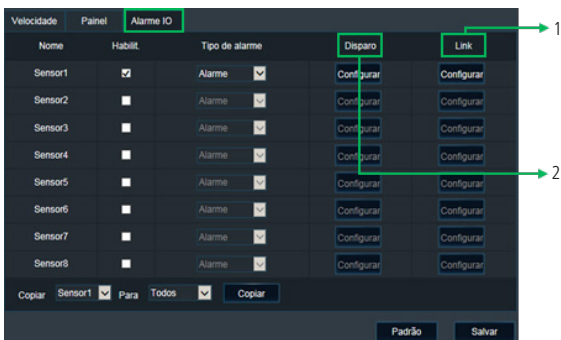 Velocidade Painel Alarme IO
1
Nome Habilit. Tipo de alarme Disparo Link
Sensor1 Alarme Configurar Configurar
Sensor2 Alarme Configurar Configurar
Sensor3 Alarme Configurar Configurar
Sensor4 Alarme Configurar Configurar
Sensor5 Alarme Configurar Configurar
2
Sensor6 Alarme Configurar Configurar
Sensor7 Alarme Configurar Configurar
Sensor8 Alarme Configurar Configurar
Copiar Sensor1 Para Todos Copiar
Padrão Salvar